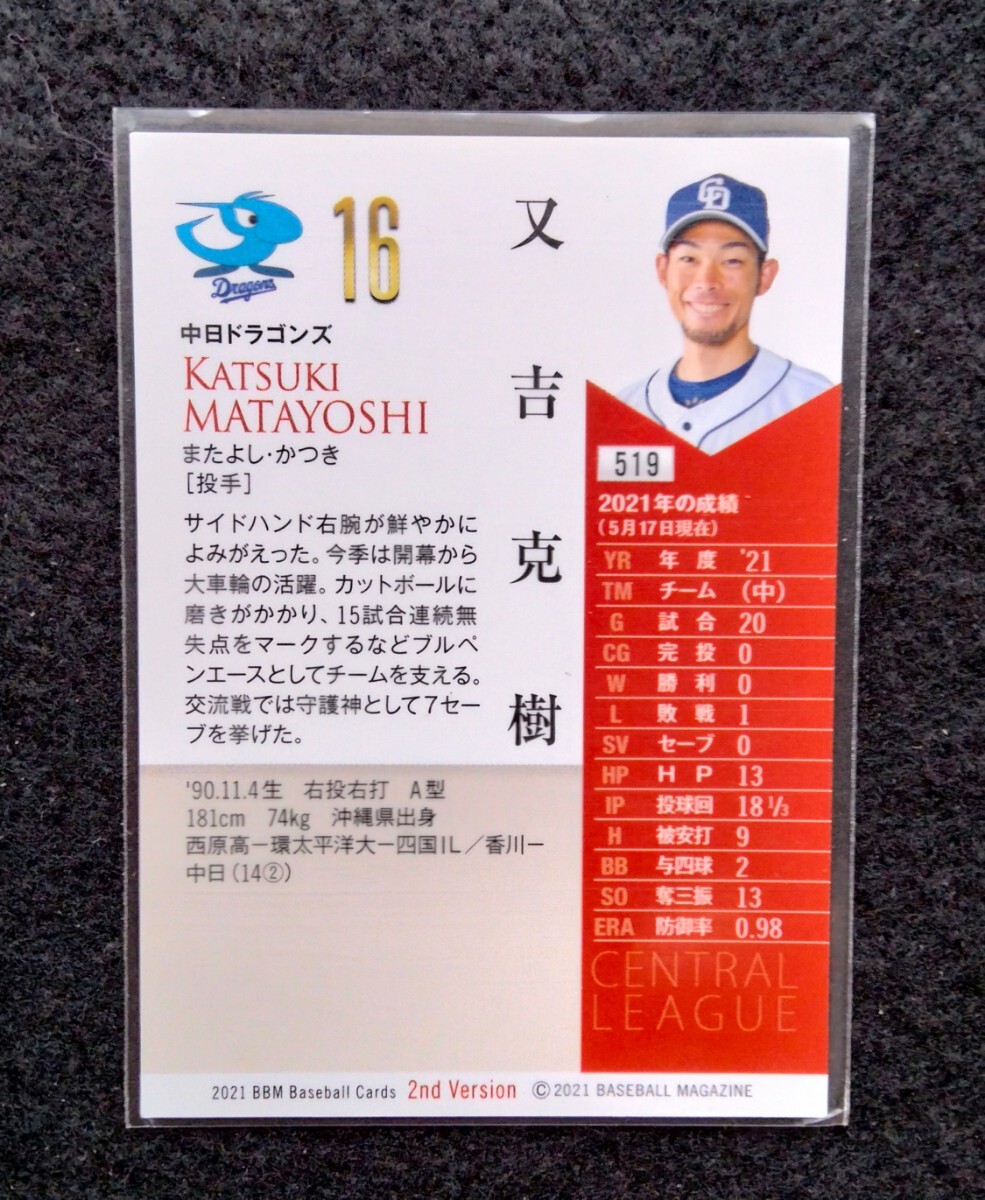 Dragons
16
中日ドラゴンズ
KATSUKI
MATAYOSHI
またよし・かつき
[投手]
サイドハンド右腕が鮮やかに
よみがえった。今季は開幕から
大車輪の活躍。カットボールに
磨きがかかり、15試合連続無
失点をマークするなどブルペ
ンエースとしてチームを支える。
交流戦では守護神として7セー
ブを挙げた。
'90.11.4生 右投右打 A型
181cm 74kg 沖縄県出身
西原高ー環太平洋大ー四国IL/香川ー
中日(14②)
又吉克樹
CD
519
2021年の成績
(5月17日現在)
YR 年度 '21
TM チーム (中)
G 試合 20
CG 完投 0
W 勝利 0
L 敗戦 1
SV セーブ 0
HP HP 13
IP 投球回 18 1/3
H 被安打 9
BB 与四球 2
SO 奪三振 13
ERA 防御率 0.98
CENTRAL
LEAGUE
2021 BBM Baseball Cards 2nd Version ©2021 BASEBALL MAGAZINE